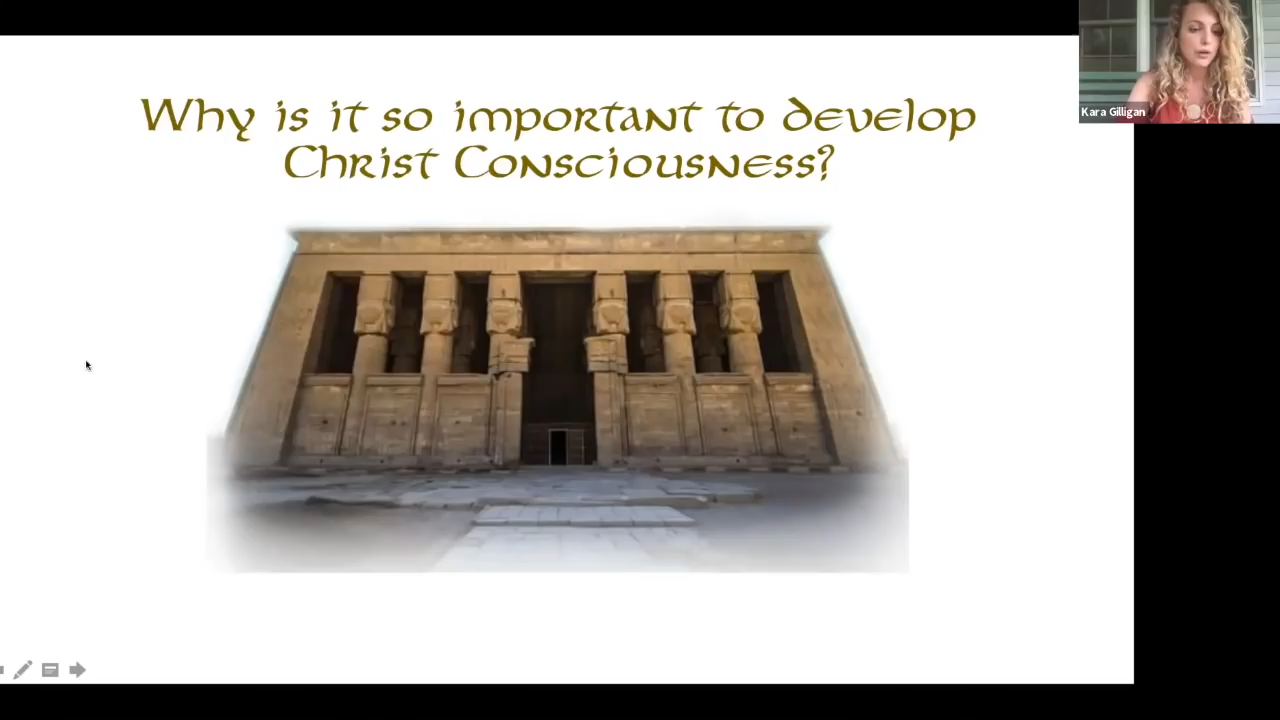 Why is it so important to develop
Christ Consciousness?
Kara Gilligan